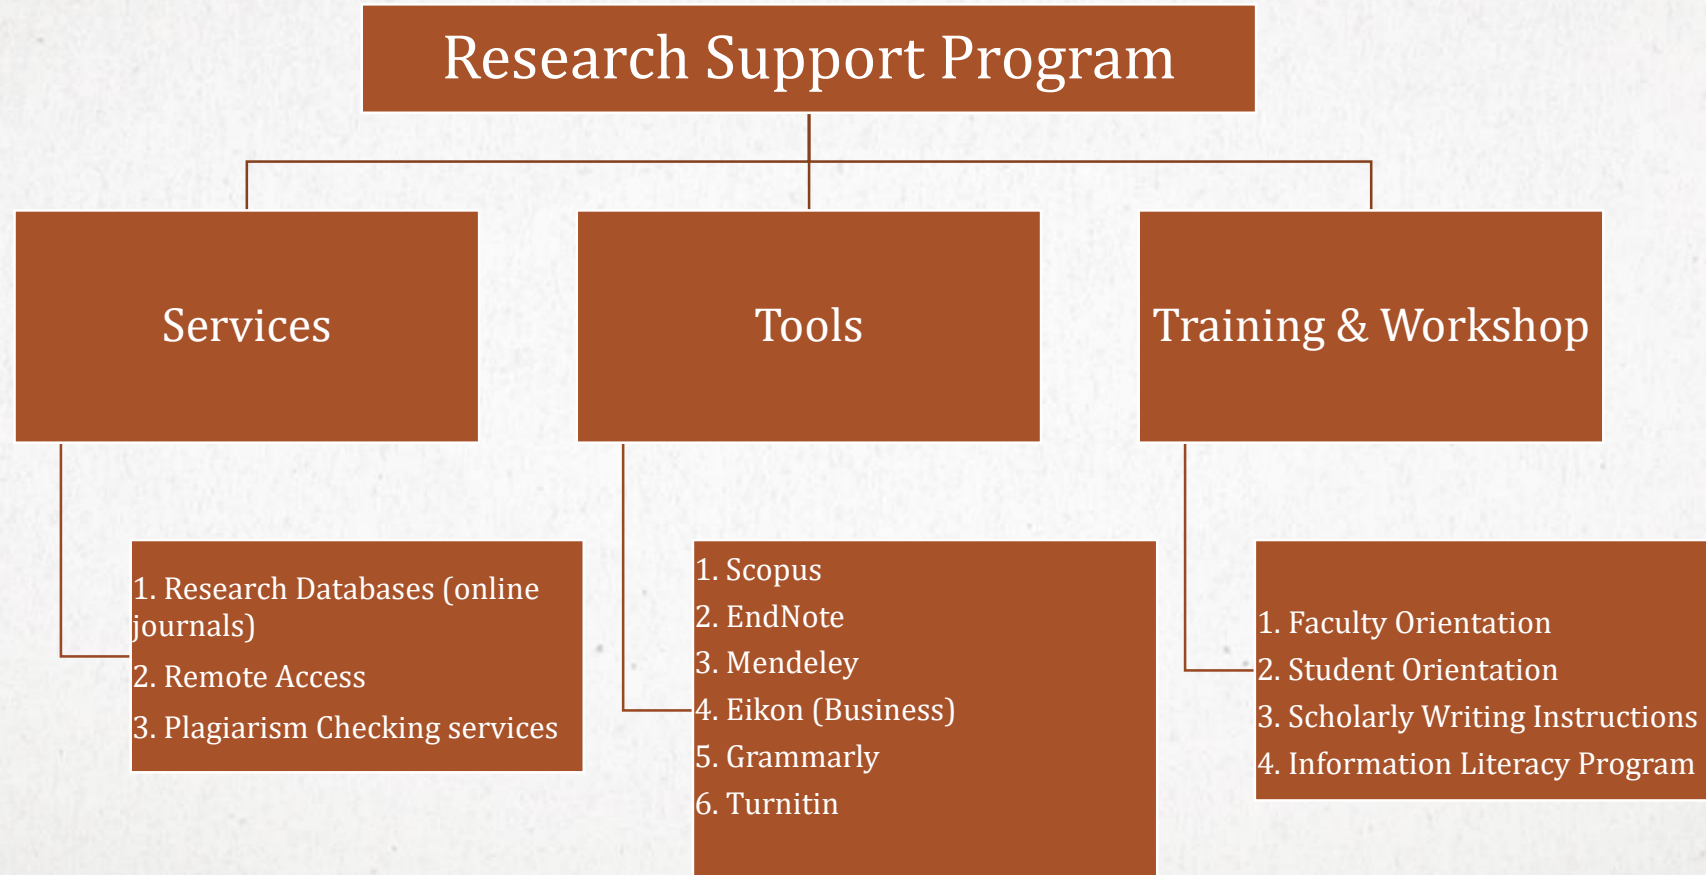 Research Support Program
Services
Tools
Training & Workshop
1. Research Databases (online
journals)
2. Remote Access
3. Plagiarism Checking services
1. Scopus
2. EndNote
3. Mendeley
4. Eikon (Business)
5. Grammarly
6. Turnitin
1. Faculty Orientation
2. Student Orientation
3. Scholarly Writing Instructions
4. Information Literacy Program